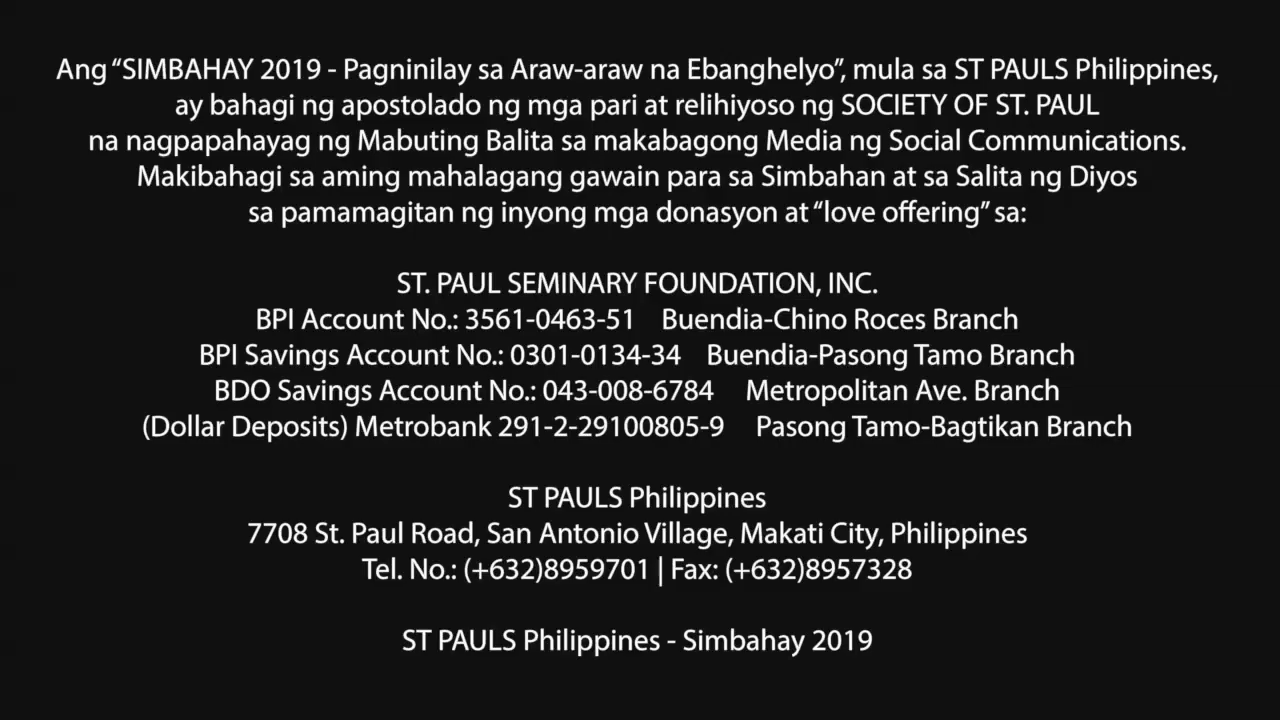 Ang “SIMBAHAY 2019 - Pagninilay sa Araw-araw na Ebanghelyo”, mula sa ST PAULS Philippines,
ay bahagi ng apostolado ng mga pari at relihiyoso ng SOCIETY OF ST. PAUL
na nagpapahayag ng Mabuting Balita sa makabagong Media ng Social Communications.
Makibahagi sa aming mahalagang gawain para sa Simbahan at sa Salita ng Diyos
sa pamamagitan ng inyong mga donasyon at “love offering” sa:
ST. PAUL SEMINARY FOUNDATION, INC.
BPI Account No.: 3561-0463-51 Buendia-Chino Roces Branch
BPI Savings Account No.: 0301-0134-34 Buendia-Pasong Tamo Branch
BDO Savings Account No.: 043-008-6784 Metropolitan Ave. Branch
(Dollar Deposits) Metrobank 291-2-29100805-9 Pasong Tamo-Bagtikan Branch
ST PAULS Philippines
7708 St. Paul Road, San Antonio Village, Makati City, Philippines
Tel. No.: (+632)8959701 | Fax: (+632)8957328
ST PAULS Philippines - Simbahay 2019